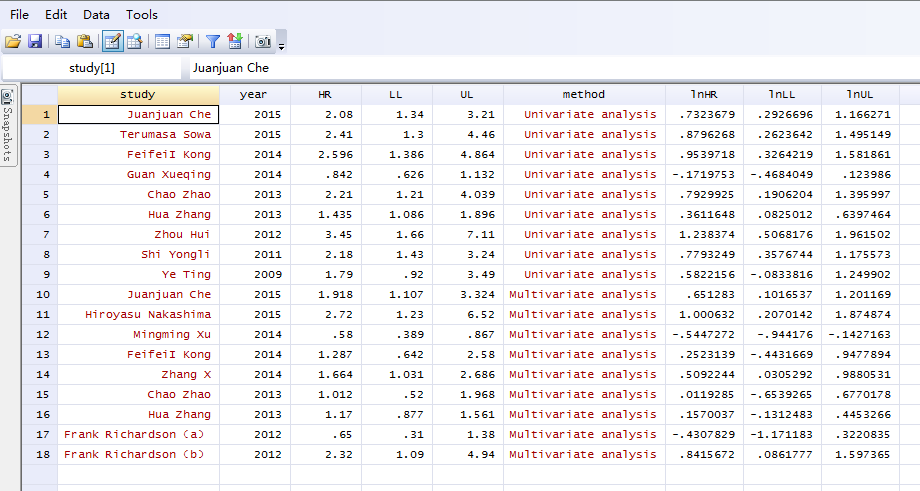 File Edit Data Tools
study[1] Juanjuan Che
Snapshots
study year HR LL UL method lnHR lnLL lnUL
1 Juanjuan Che 2015 2.08 1.34 3.21 Univariate analysis .7323679 .2926696 1.166271
2 Terumasa Sowa 2015 2.41 1.3 4.46 Univariate analysis .8796268 .2623642 1.495149
3 FeifeiI Kong 2014 2.596 1.386 4.864 Univariate analysis .9539718 .3264219 1.581861
4 Guan Xueqing 2014 .842 .626 1.132 Univariate analysis -.1719753 -.4684049 .123986
5 Chao Zhao 2013 2.21 1.21 4.039 Univariate analysis .7929925 .1906204 1.395997
6 Hua Zhang 2013 1.435 1.086 1.896 Univariate analysis .3611648 .0825012 .6397464
7 Zhou Hui 2012 3.45 1.66 7.11 Univariate analysis 1.238374 .5068176 1.961502
8 Shi Yongli 2011 2.18 1.43 3.24 Univariate analysis .7793249 .3576744 1.175573
9 Ye Ting 2009 1.79 .92 3.49 Univariate analysis .5822156 -.0833816 1.249902
10 Juanjuan Che 2015 1.918 1.107 3.324 Multivariate analysis .651283 .1016537 1.201169
11 Hiroyasu Nakashima 2015 2.72 1.23 6.52 Multivariate analysis 1.000632 .2070142 1.874874
12 Mingming Xu 2014 .58 .389 .867 Multivariate analysis -.5447272 -.944176 -.1427163
13 FeifeiI Kong 2014 1.287 .642 2.58 Multivariate analysis .2523139 -.4431669 .9477894
14 Zhang X 2014 1.664 1.031 2.686 Multivariate analysis .5092244 .0305292 .9880531
15 Chao Zhao 2013 1.012 .52 1.968 Multivariate analysis .0119285 -.6539265 .6770178
16 Hua Zhang 2013 1.17 .877 1.561 Multivariate analysis .1570037 -.1312483 .4453266
17 Frank Richardson (a) 2012 .65 .31 1.38 Multivariate analysis -.4307829 -1.171183 .3220835
18 Frank Richardson (b) 2012 2.32 1.09 4.94 Multivariate analysis .8415672 .0861777 1.597365